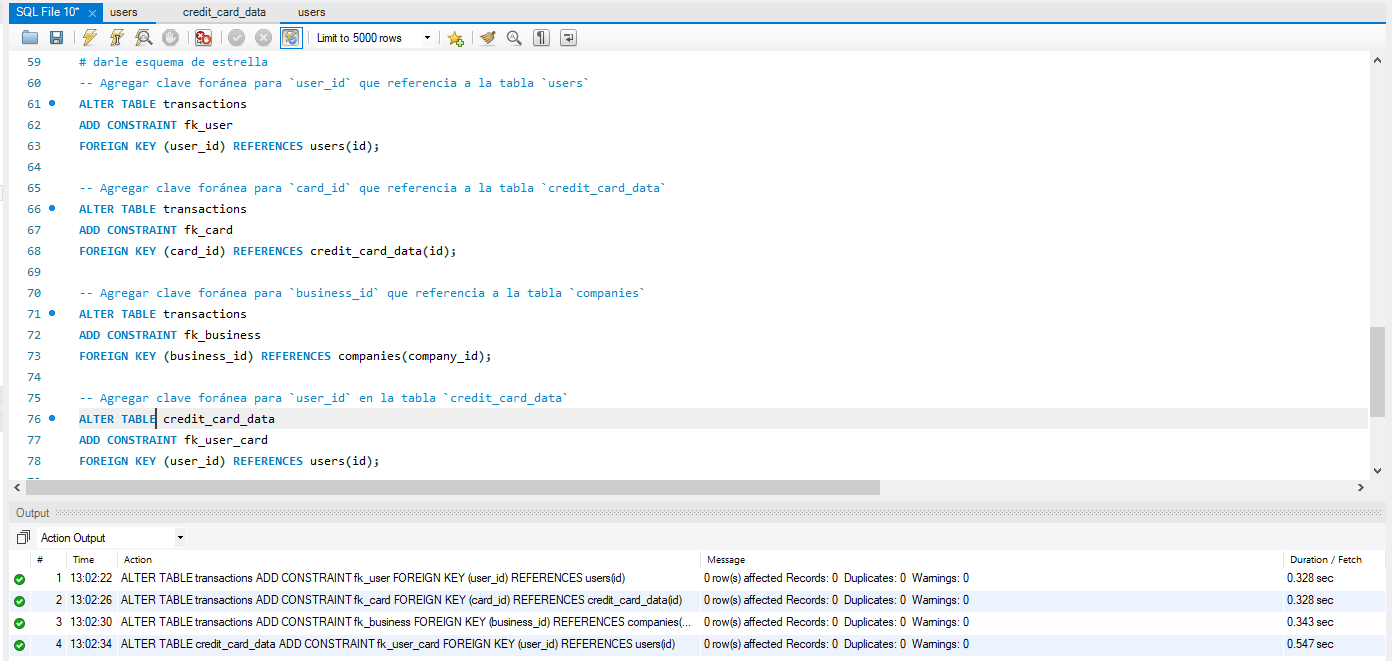 SQL File 10* users credit_card_data users
Limit to 5000 rows
59 # darle esquema de estrella
60 -- Agregar clave foránea para `user_id` que referencia a la tabla `users`
61 ALTER TABLE transactions
62 ADD CONSTRAINT fk_user
63 FOREIGN KEY (user_id) REFERENCES users(id);
64
65 -- Agregar clave foránea para `card_id` que referencia a la tabla `credit_card_data`
66 ALTER TABLE transactions
67 ADD CONSTRAINT fk_card
68 FOREIGN KEY (card_id) REFERENCES credit_card_data(id);
69
70 -- Agregar clave foránea para `business_id` que referencia a la tabla `companies`
71 ALTER TABLE transactions
72 ADD CONSTRAINT fk_business
73 FOREIGN KEY (business_id) REFERENCES companies(company_id);
74
75 -- Agregar clave foránea para `user_id` en la tabla `credit_card_data`
76 ALTER TABLE credit_card_data
77 ADD CONSTRAINT fk_user_card
78 FOREIGN KEY (user_id) REFERENCES users(id);
Output
Action Output
# Time Action Message Duration / Fetch
1 13:02:22 ALTER TABLE transactions ADD CONSTRAINT fk_user FOREIGN KEY (user_id) REFERENCES users(id) 0 row(s) affected Records: 0 Duplicates: 0 Warnings: 0 0.328 sec
2 13:02:26 ALTER TABLE transactions ADD CONSTRAINT fk_card FOREIGN KEY (card_id) REFERENCES credit_card_data(id) 0 row(s) affected Records: 0 Duplicates: 0 Warnings: 0 0.328 sec
3 13:02:30 ALTER TABLE transactions ADD CONSTRAINT fk_business FOREIGN KEY (business_id) REFERENCES companies(... 0 row(s) affected Records: 0 Duplicates: 0 Warnings: 0 0.343 sec
4 13:02:34 ALTER TABLE credit_card_data ADD CONSTRAINT fk_user_card FOREIGN KEY (user_id) REFERENCES users(id) 0 row(s) affected Records: 0 Duplicates: 0 Warnings: 0 0.547 sec